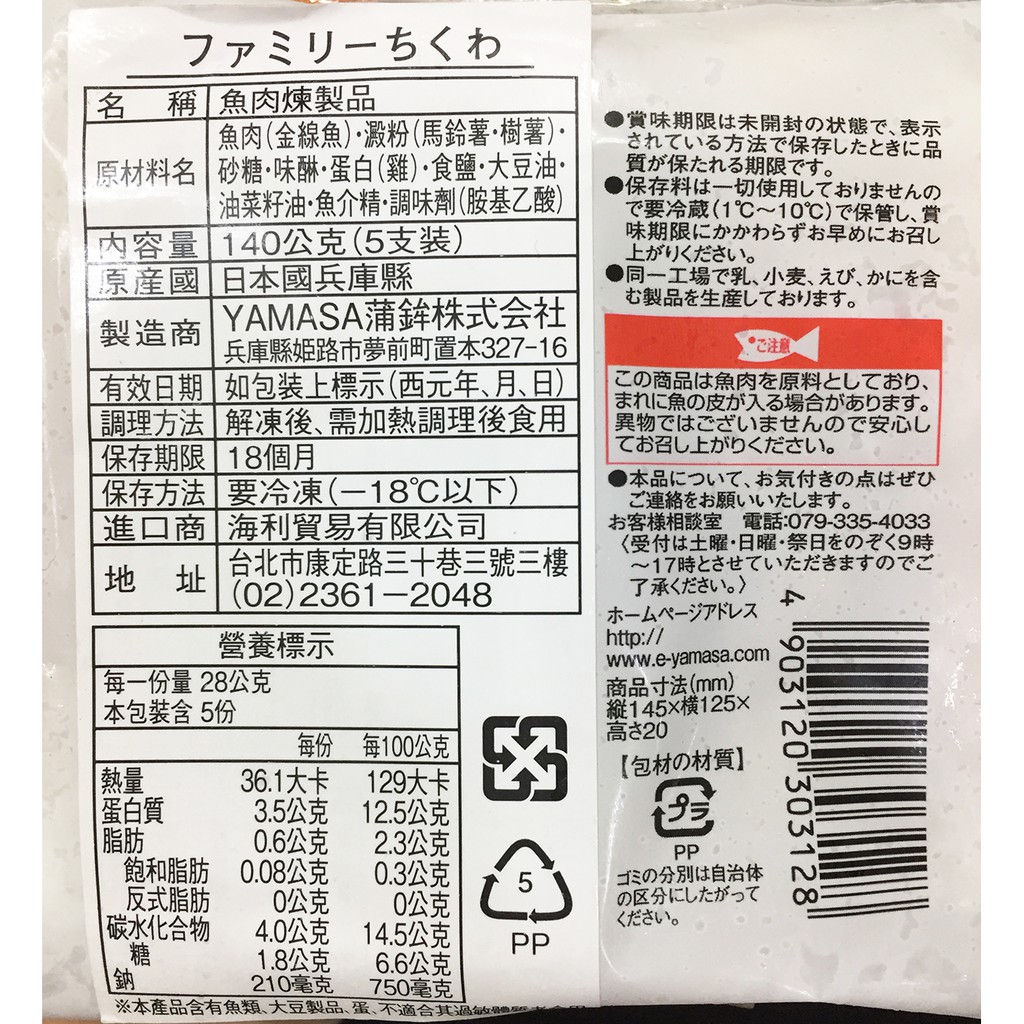 ファミリーちくわ
名 稱 魚肉煉製品
原材料名 魚肉(金線魚)・澱粉(馬鈴薯・樹薯)・
砂糖・味醂・蛋白(雞)・食鹽・大豆油・
油菜籽油・魚介精・調味劑(胺基乙酸)
內容量 140公克(5支裝)
原產國 日本國兵庫縣
製造商 YAMASA蒲鉾株式会社
兵庫縣姬路市夢前町置本327-16
有效日期 如包裝上標示(西元年、月、日)
調理方法 解凍後、需加熱調理後食用
保存期限 18個月
保存方法 要冷凍(－18℃以下)
進口商 海利貿易有限公司
地 址 台北市康定路三十巷三號三樓
(02)2361－2048
營養標示
每一份量 28公克
本包裝含 5份
每份 每100公克
熱量 36.1大卡 129大卡
蛋白質 3.5公克 12.5公克
脂肪 0.6公克 2.3公克
飽和脂肪 0.08公克 0.3公克
反式脂肪 0公克 0公克
碳水化合物 4.0公克 14.5公克
糖 1.8公克 6.6公克
鈉 210毫克 750毫克
※本產品含有魚類、大豆製品、蛋、不適合其過敏體質
5
PP
●賞味期限は未開封の状態で、表示
されている方法で保存したときに品
質が保たれる期限です。
●保存料は一切使用しておりませんの
で要冷蔵(1℃～10℃)で保管し、賞
味期限にかかわらずお早めにお召し
上がりください。
●同一工場で乳、小麦、えび、かにを含
む製品を生産しております。
ご注意
この商品は魚肉を原料としており、
まれに魚の皮が入る場合があります。
異物ではございませんので安心し
てお召し上がりください。
●本品について、お気付きの点はぜひ
ご連絡をお願いいたします。
お客様相談室 電話:079-335-4033
〈受付は土曜・日曜・祭日をのぞく9時
～17時とさせていただきますのでご
了承ください。〉
ホームページアドレス
http://
www.e-yamasa.com
商品寸法(mm)
縦145×横125×
高さ20
【包材の材質】
プラ
PP
ゴミの分別は自治体
の区分にしたがって
ください。
4 903120 303128